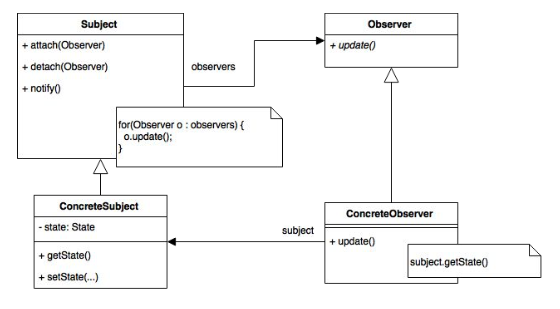 Subject
+ attach(Observer)
+ detach(Observer)
+ notify()
observers
Observer
+ update()
for(Observer o : observers) {
o.update();
}
ConcreteSubject
- state: State
+ getState()
+ setState(...)
subject
ConcreteObserver
+ update()
subject.getState()